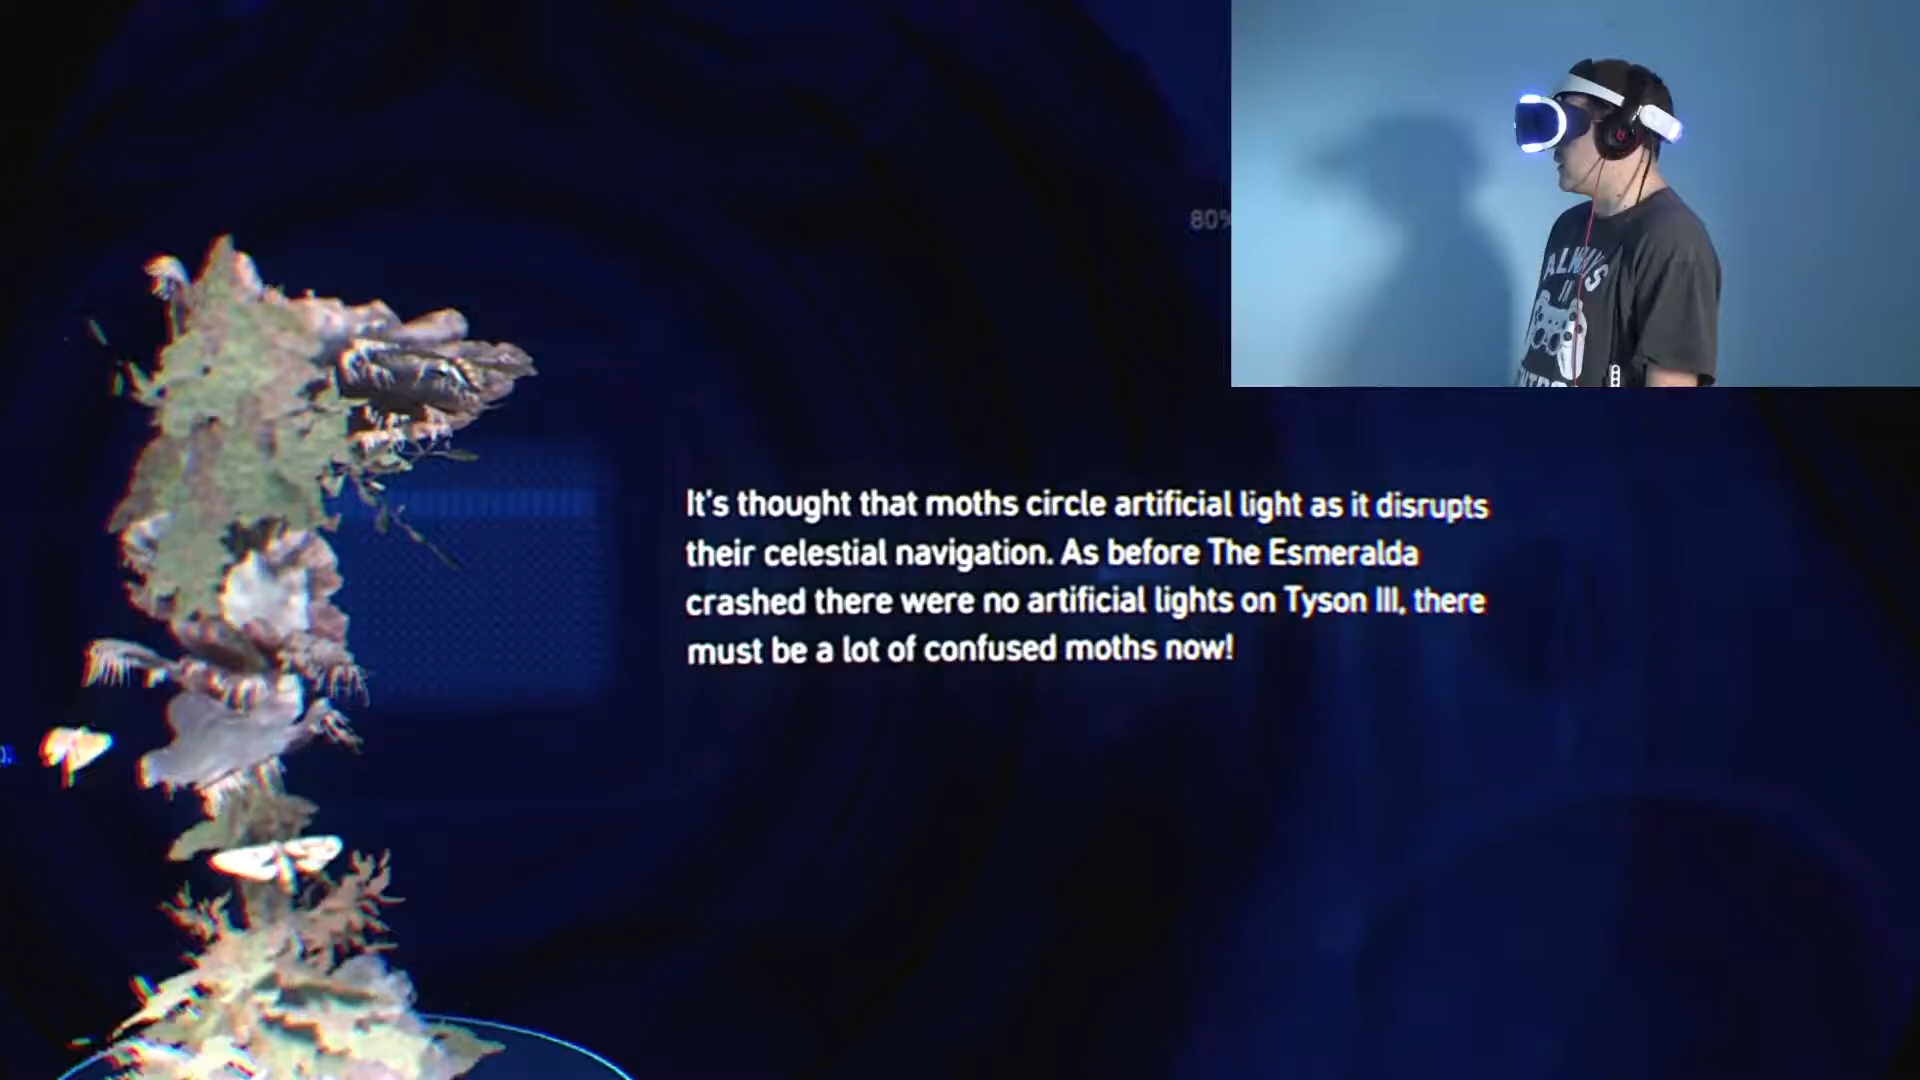 80%
ALWAYS
It's thought that moths circle artificial light as it disrupts
their celestial navigation. As before The Esmeralda
crashed there were no artificial lights on Tyson III, there
must be a lot of confused moths now!